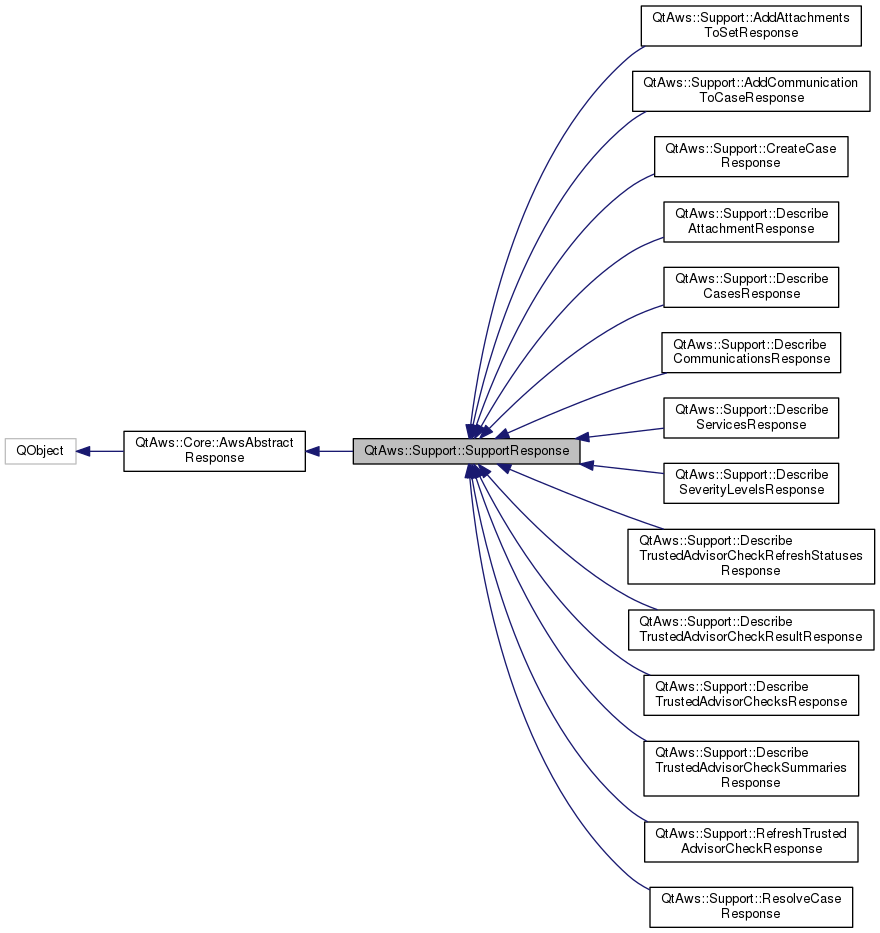 QtAws::Support::AddAttachments
ToSetResponse
QtAws::Support::AddCommunication
ToCaseResponse
QtAws::Support::CreateCase
Response
QtAws::Support::Describe
AttachmentResponse
QtAws::Support::Describe
CasesResponse
QtAws::Support::Describe
CommunicationsResponse
QtAws::Support::Describe
ServicesResponse
QObject
QtAws::Core::AwsAbstract
Response
QtAws::Support::SupportResponse
QtAws::Support::Describe
SeverityLevelsResponse
QtAws::Support::Describe
TrustedAdvisorCheckRefreshStatuses
Response
QtAws::Support::Describe
TrustedAdvisorCheckResultResponse
QtAws::Support::Describe
TrustedAdvisorChecksResponse
QtAws::Support::Describe
TrustedAdvisorCheckSummaries
Response
QtAws::Support::RefreshTrusted
AdvisorCheckResponse
QtAws::Support::ResolveCase
Response